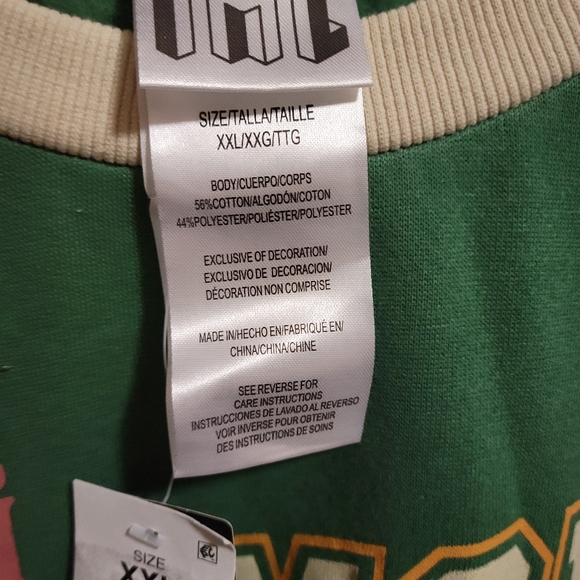 SIZE/TALLA/TAILLE
XXL/XXG/TTG
BODY/CUERPO/CORPS
56%COTTON/ALGODÓN/COTON
44%POLYESTER/POLIÉSTER/POLYESTER
EXCLUSIVE OF DECORATION/
EXCLUSIVO DE DECORACION/
DÉCORATION NON COMPRISE
MADE IN/HECHO EN/FABRIQUÉ EN/
CHINA/CHINA/CHINE
SEE REVERSE FOR
CARE INSTRUCTIONS
INSTRUCCIONES DE LAVADO AL REVERSO
VOIR INVERSE POUR OBTENIR
DES INSTRUCTIONS DE SOINS
SIZE